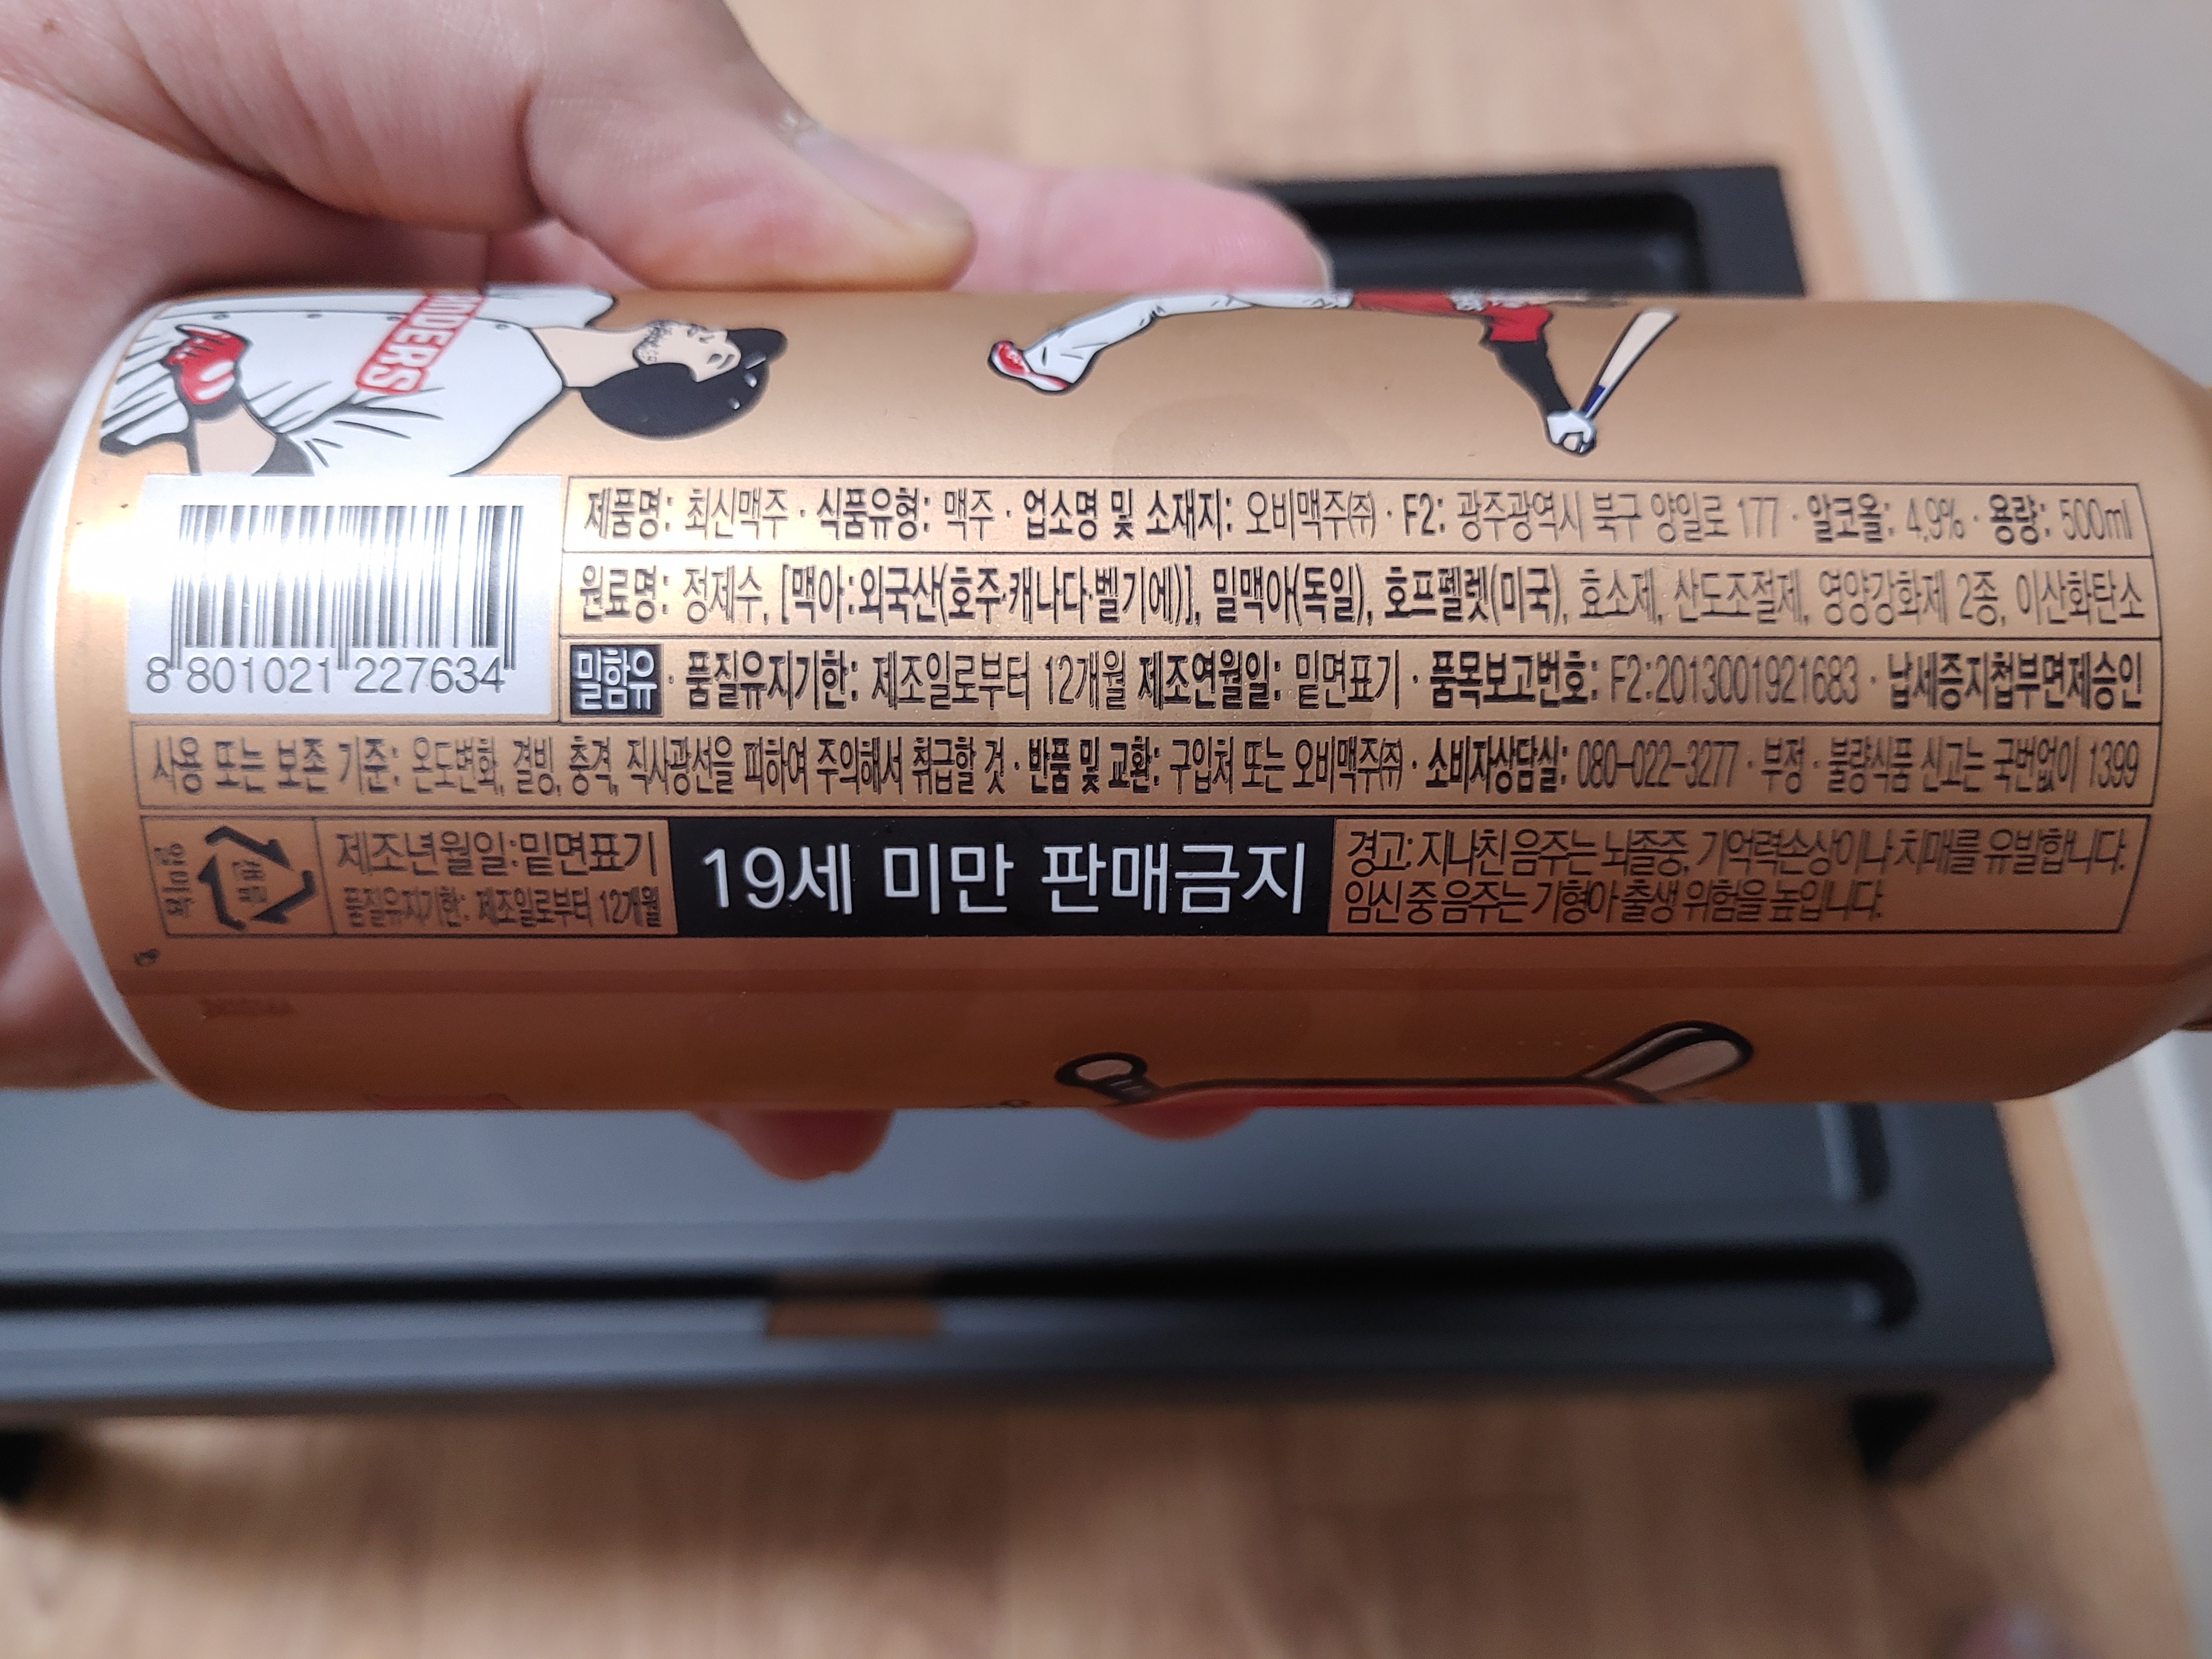 NDERS
8 801021 227634
제품명: 최신맥주 · 식품유형: 맥주 · 업소명 및 소재지: 오비맥주㈜ · F2: 광주광역시 북구 양일로 177 · 알코올: 4.9% · 용량: 500ml
원료명: 정제수, [맥아:외국산(호주·캐나다·벨기에)], 밀맥아(독일), 호프펠렛(미국), 효소제, 산도조절제, 영양강화제 2종, 이산화탄소
밀함유 · 품질유지기한: 제조일로부터 12개월 제조연월일: 밑면표기 · 품목보고번호: F2:2013001921683 · 납세증지첩부면제승인
사용 또는 보존 기준: 온도변화, 결빙, 충격, 직사광선을 피하여 주의해서 취급할 것 · 반품 및 교환: 구입처 또는 오비맥주㈜ · 소비자상담실: 080-022-3277 · 부정 · 불량식품 신고는 국번없이 1399
캔류
알미늄
제조년월일:밑면표기
품질유지기한: 제조일로부터 12개월
19세 미만 판매금지
경고: 지나친 음주는 뇌졸중, 기억력손상이나 치매를 유발합니다.
임신 중 음주는 기형아 출생 위험을 높입니다.